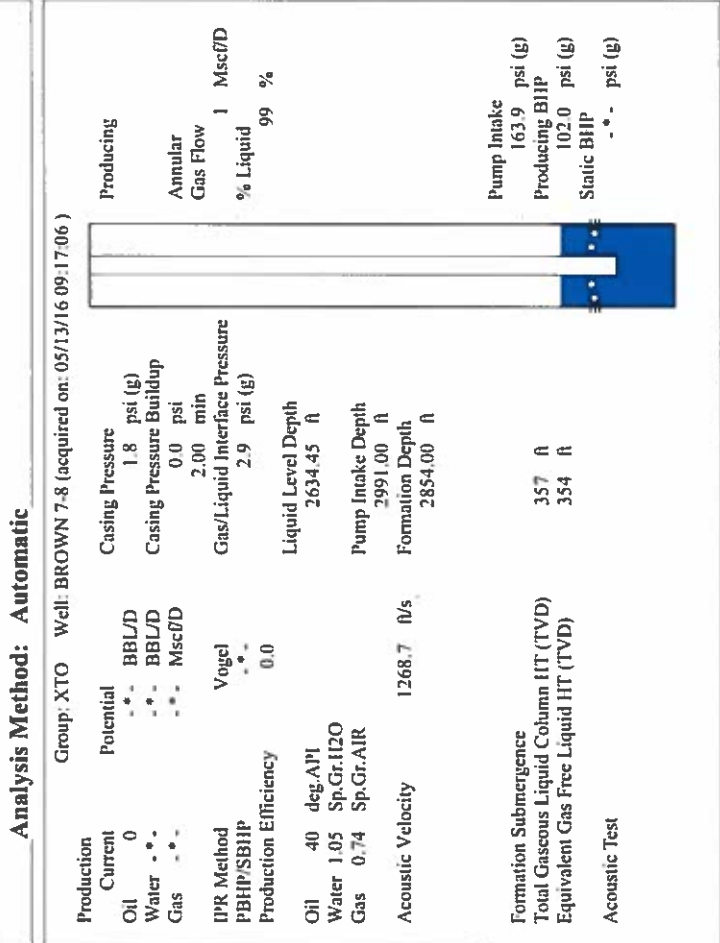 Analysis Method: Automatic
Group: XTO Well: BROWN 7-8 (acquired on: 05/13/16 09:17:06 )
Production
Current Potential
Oil 0 - * - BBL/D
Water - * - - * - BBL/D
Gas - * - - * - Mscf/D
IPR Method Vogel
PBHP/SBHP - * -
Production Efficiency 0.0
Oil 40 deg.API
Water 1.05 Sp.Gr.H2O
Gas 0.74 Sp.Gr.AIR
Acoustic Velocity 1268.7 ft/s
Formation Submergence
Total Gaseous Liquid Column HT (TVD) 357 ft
Equivalent Gas Free Liquid HT (TVD) 354 ft
Acoustic Test
Casing Pressure
1.8 psi (g)
Casing Pressure Buildup
0.0 psi
2.00 min
Gas/Liquid Interface Pressure
2.9 psi (g)
Liquid Level Depth
2634.45 ft
Pump Intake Depth
2991.00 ft
Formation Depth
2854.00 ft
Producing
Annular
Gas Flow
1 Mscf/D
% Liquid
99 %
Pump Intake
163.9 psi (g)
Producing BHP
102.0 psi (g)
Static BHP
- * - psi (g)